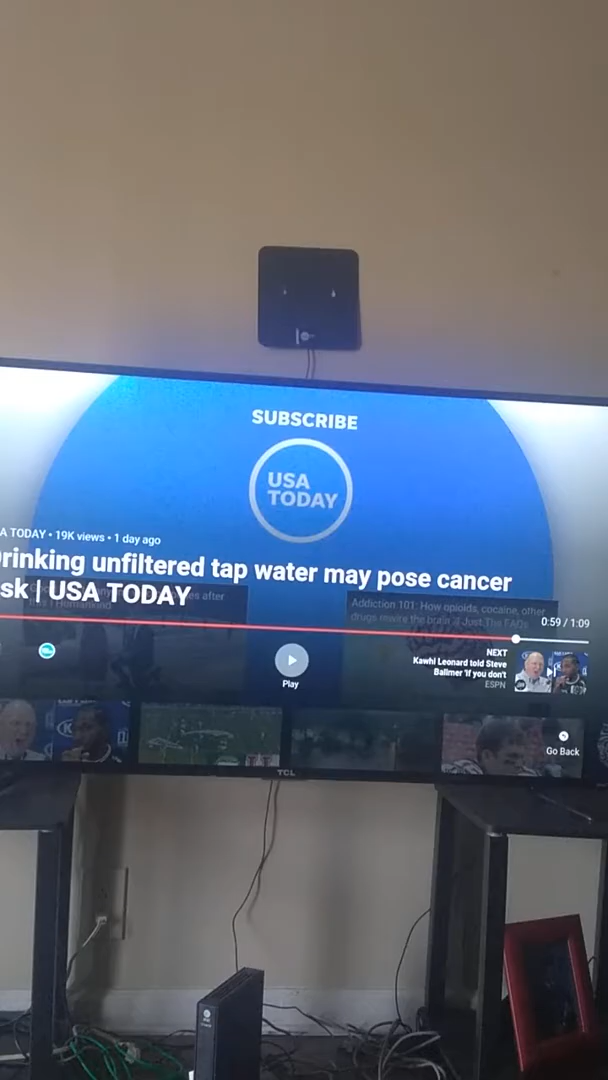 SUBSCRIBE
USA
TODAY
A TODAY • 19K views • 1 day ago
rinking unfiltered tap water may pose cancer
sk | USA TODAY
after
Addiction 101: How opioids, cocaine, other
drugs rewire the brain | Just The FAQs
0:59 / 1:09
NEXT
Kawhi Leonard told Steve
Ballmer 'If you don't
ESPN
Play
Go Back
TCL